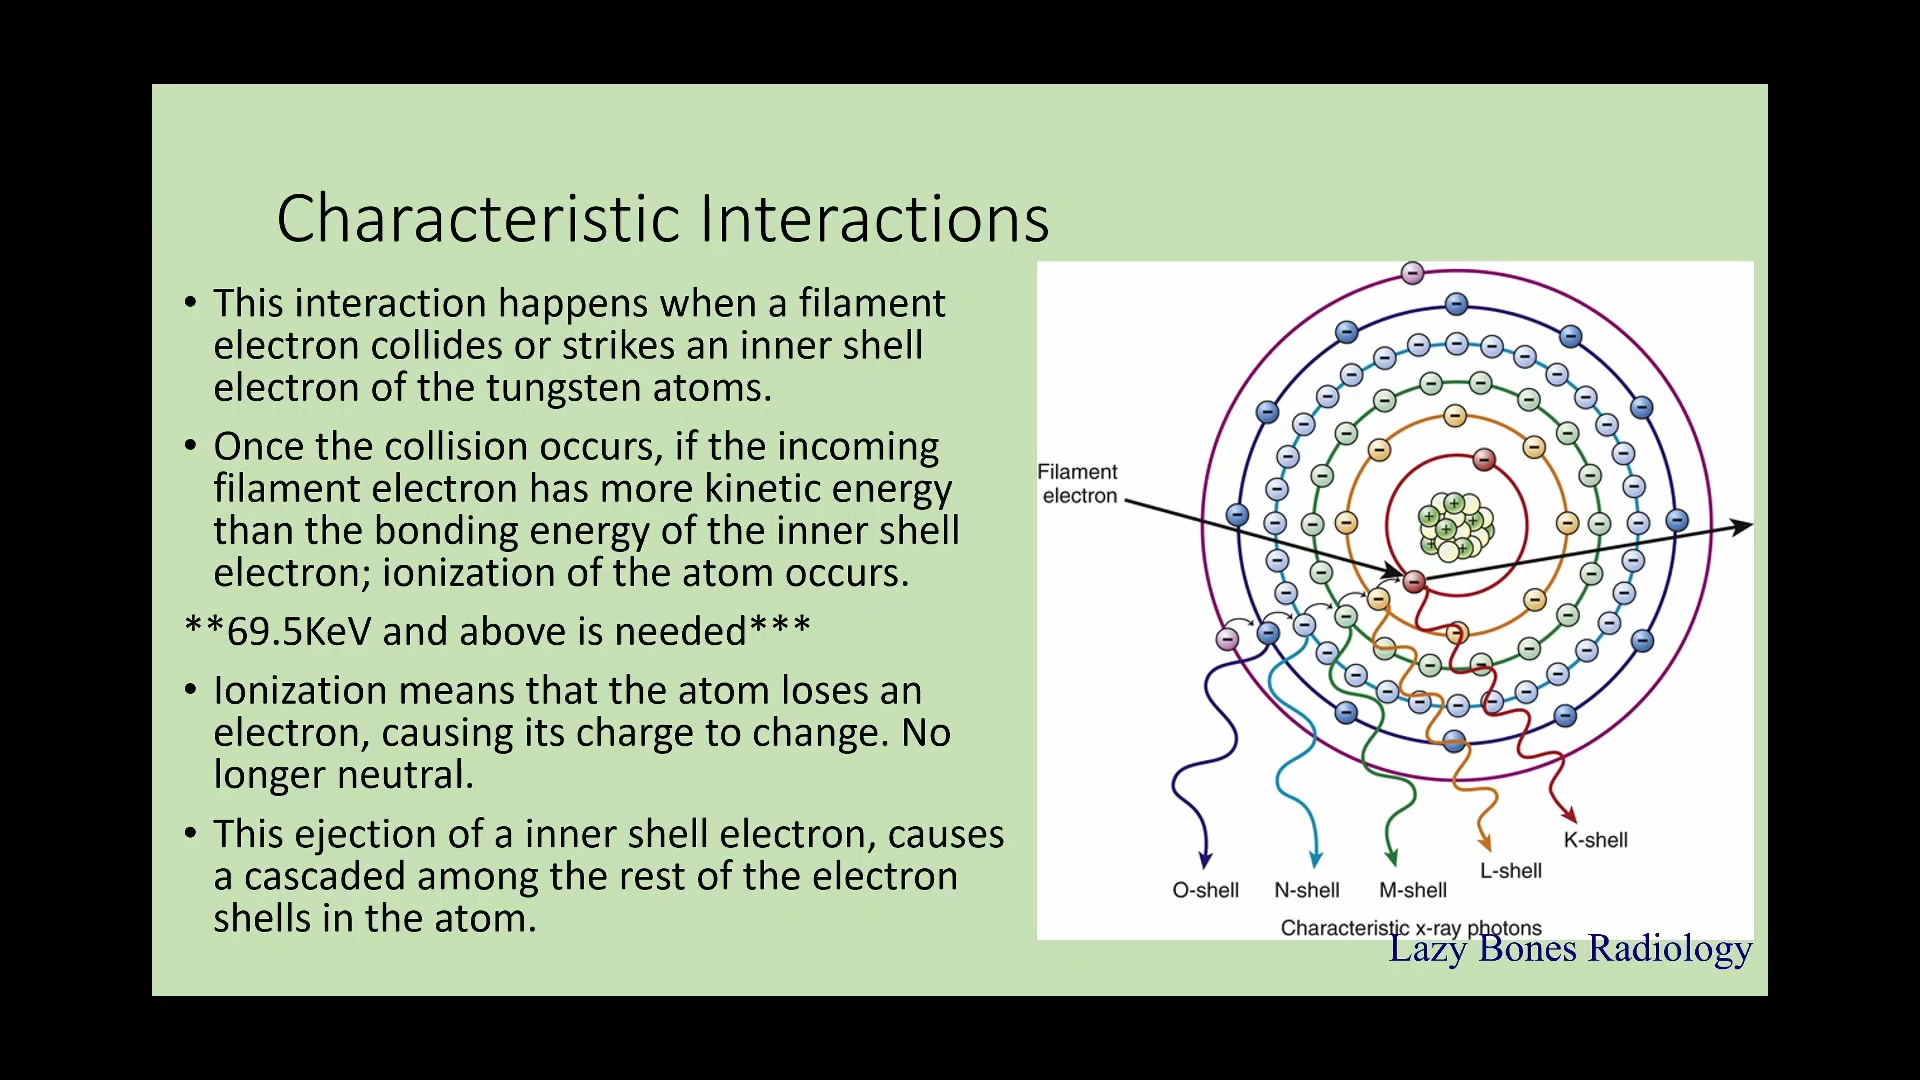 Characteristic Interactions
• This interaction happens when a filament
electron collides or strikes an inner shell
electron of the tungsten atoms.
• Once the collision occurs, if the incoming
filament electron has more kinetic energy
than the bonding energy of the inner shell
electron; ionization of the atom occurs.
**69.5KeV and above is needed***
• Ionization means that the atom loses an
electron, causing its charge to change. No
longer neutral.
• This ejection of a inner shell electron, causes
a cascaded among the rest of the electron
shells in the atom.
Filament
electron
K-shell
L-shell
O-shell N-shell M-shell
Characteristic x-ray photons
Lazy Bones Radiology